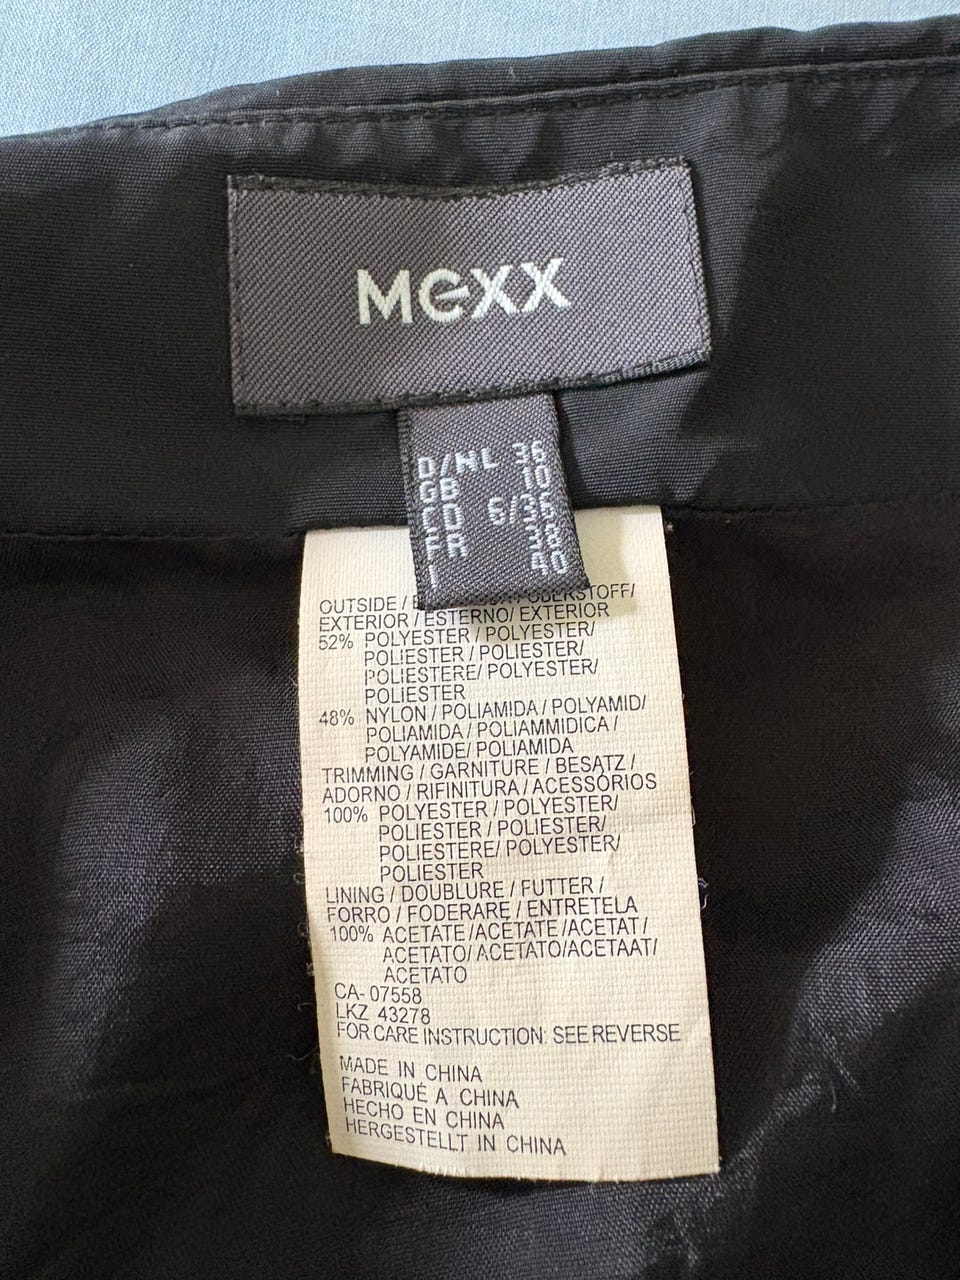 MEXX
D/NL 36
GB 10
CD 6/36
FR 38
I 40
OUTSIDE / OBERSTOFF/
EXTERIOR / ESTERNO/ EXTERIOR
52% POLYESTER / POLYESTER/
POLIESTER / POLIESTER/
POLIESTERE/ POLYESTER/
POLIESTER
48% NYLON / POLIAMIDA / POLYAMID/
POLIAMIDA / POLIAMMIDICA /
POLYAMIDE/ POLIAMIDA
TRIMMING / GARNITURE / BESATZ /
ADORNO / RIFINITURA / ACESSÓRIOS
100% POLYESTER / POLYESTER/
POLIESTER / POLIESTER/
POLIESTERE/ POLYESTER/
POLIESTER
LINING / DOUBLURE / FUTTER /
FORRO / FODERARE / ENTRETELA
100% ACETATE /ACÉTATE /ACETAT /
ACETATO/ ACETATO/ACETAAT/
ACETATO
CA- 07558
LKZ 43278
FOR CARE INSTRUCTION: SEE REVERSE
MADE IN CHINA
FABRIQUÉ À CHINA
HECHO EN CHINA
HERGESTELLT IN CHINA